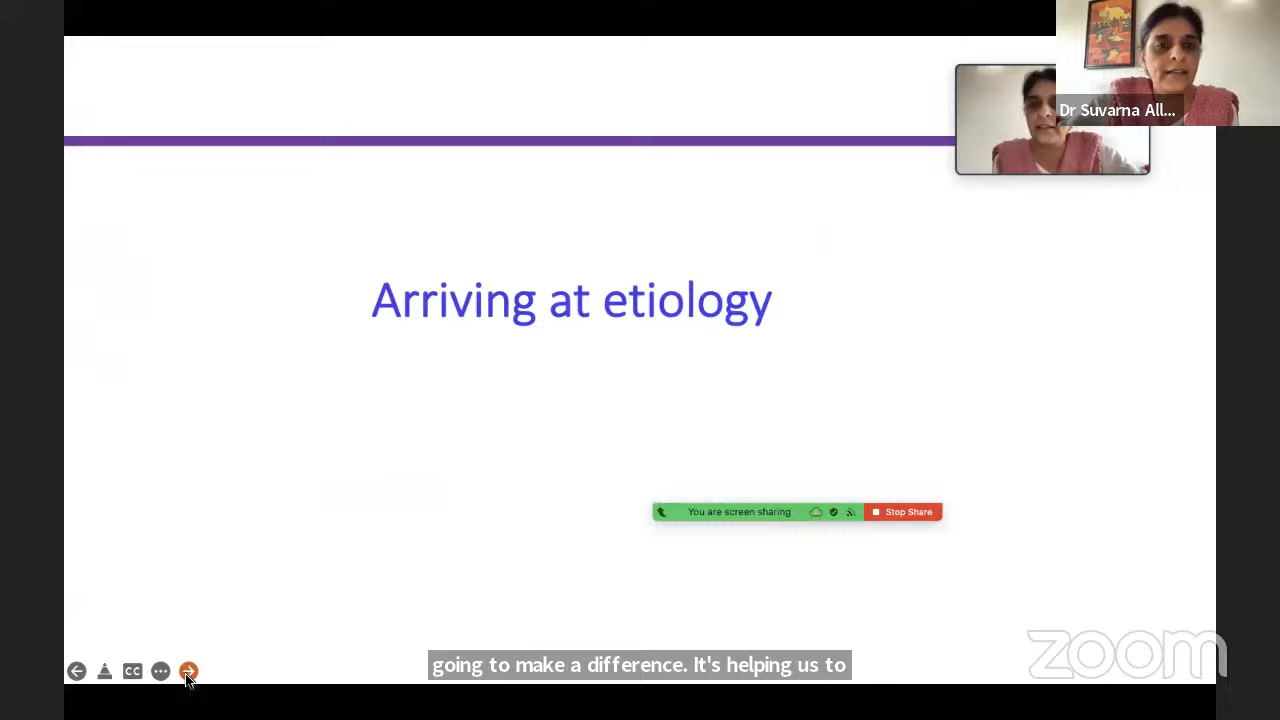 Dr Suvarna All...
Arriving at etiology
You are screen sharing
Stop Share
CC
going to make a difference. It's helping us to
zoom